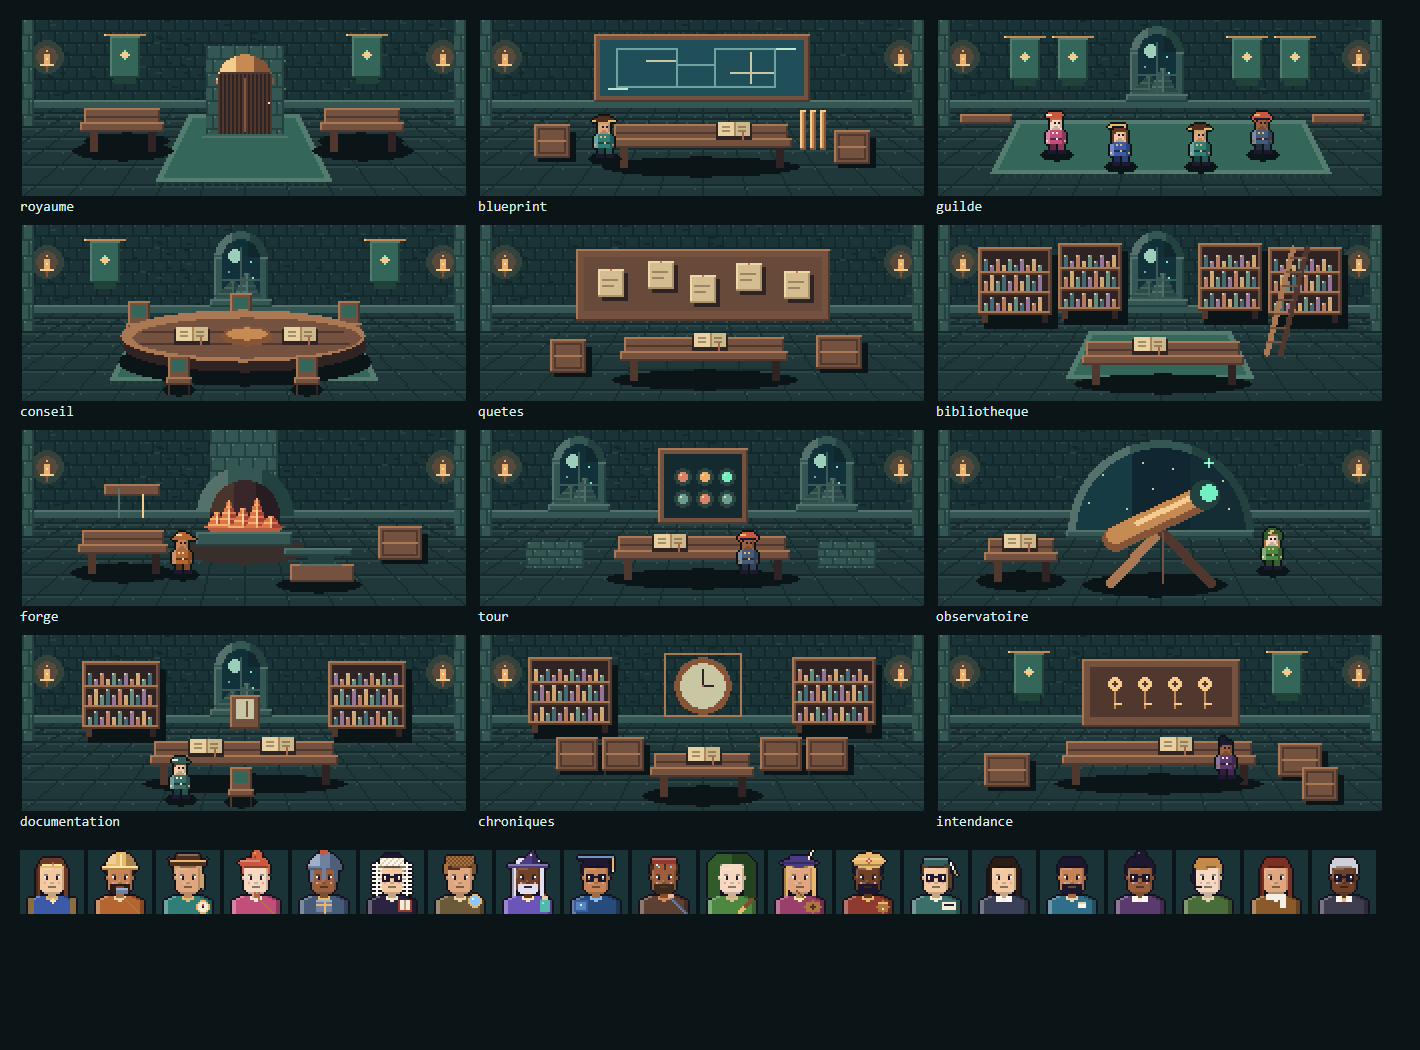 royaume
blueprint
guilde
conseil
quetes
bibliotheque
forge
tour
observatoire
documentation
chroniques
intendance